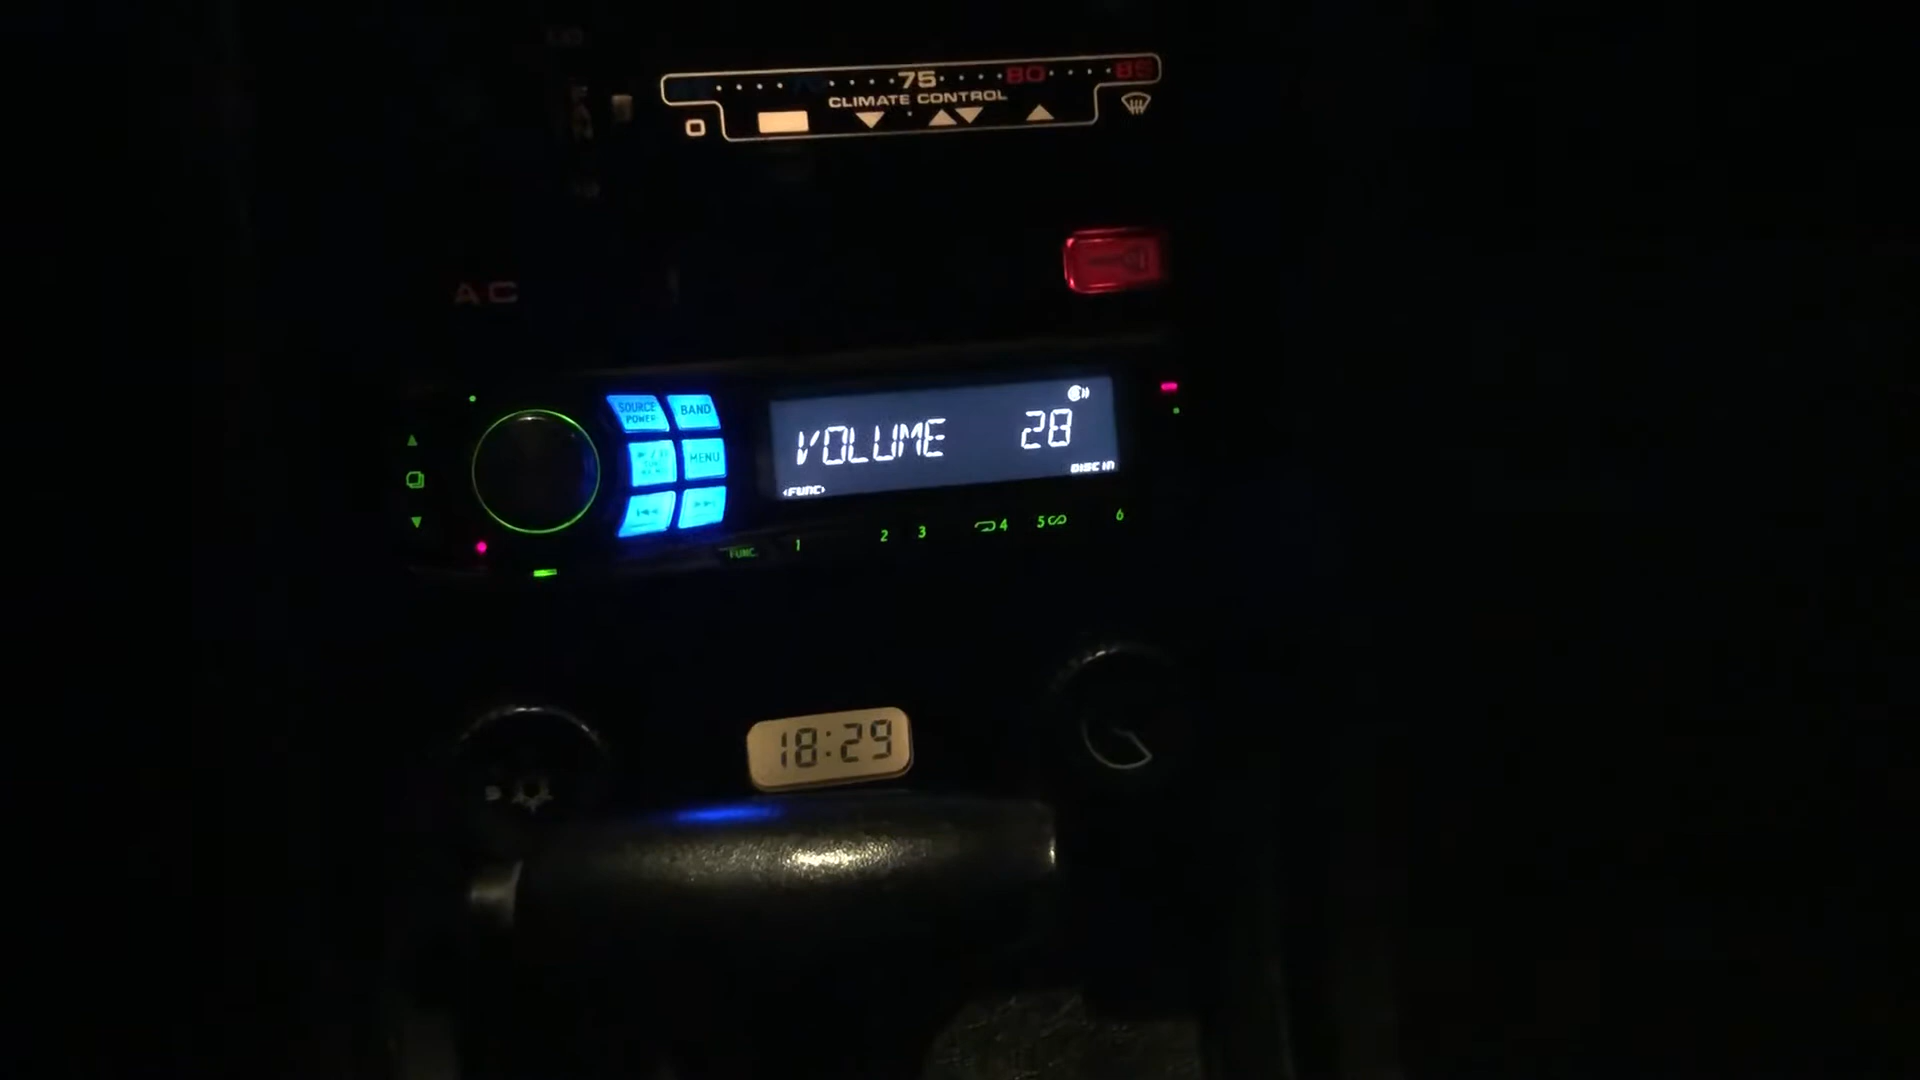 75 80 85
CLIMATE CONTROL
AC
SOURCE
POWER
BAND
MENU
VOLUME 28
DISC IN
‹FUNC›
FUNC.
1 2 3 4 5 6
18:29